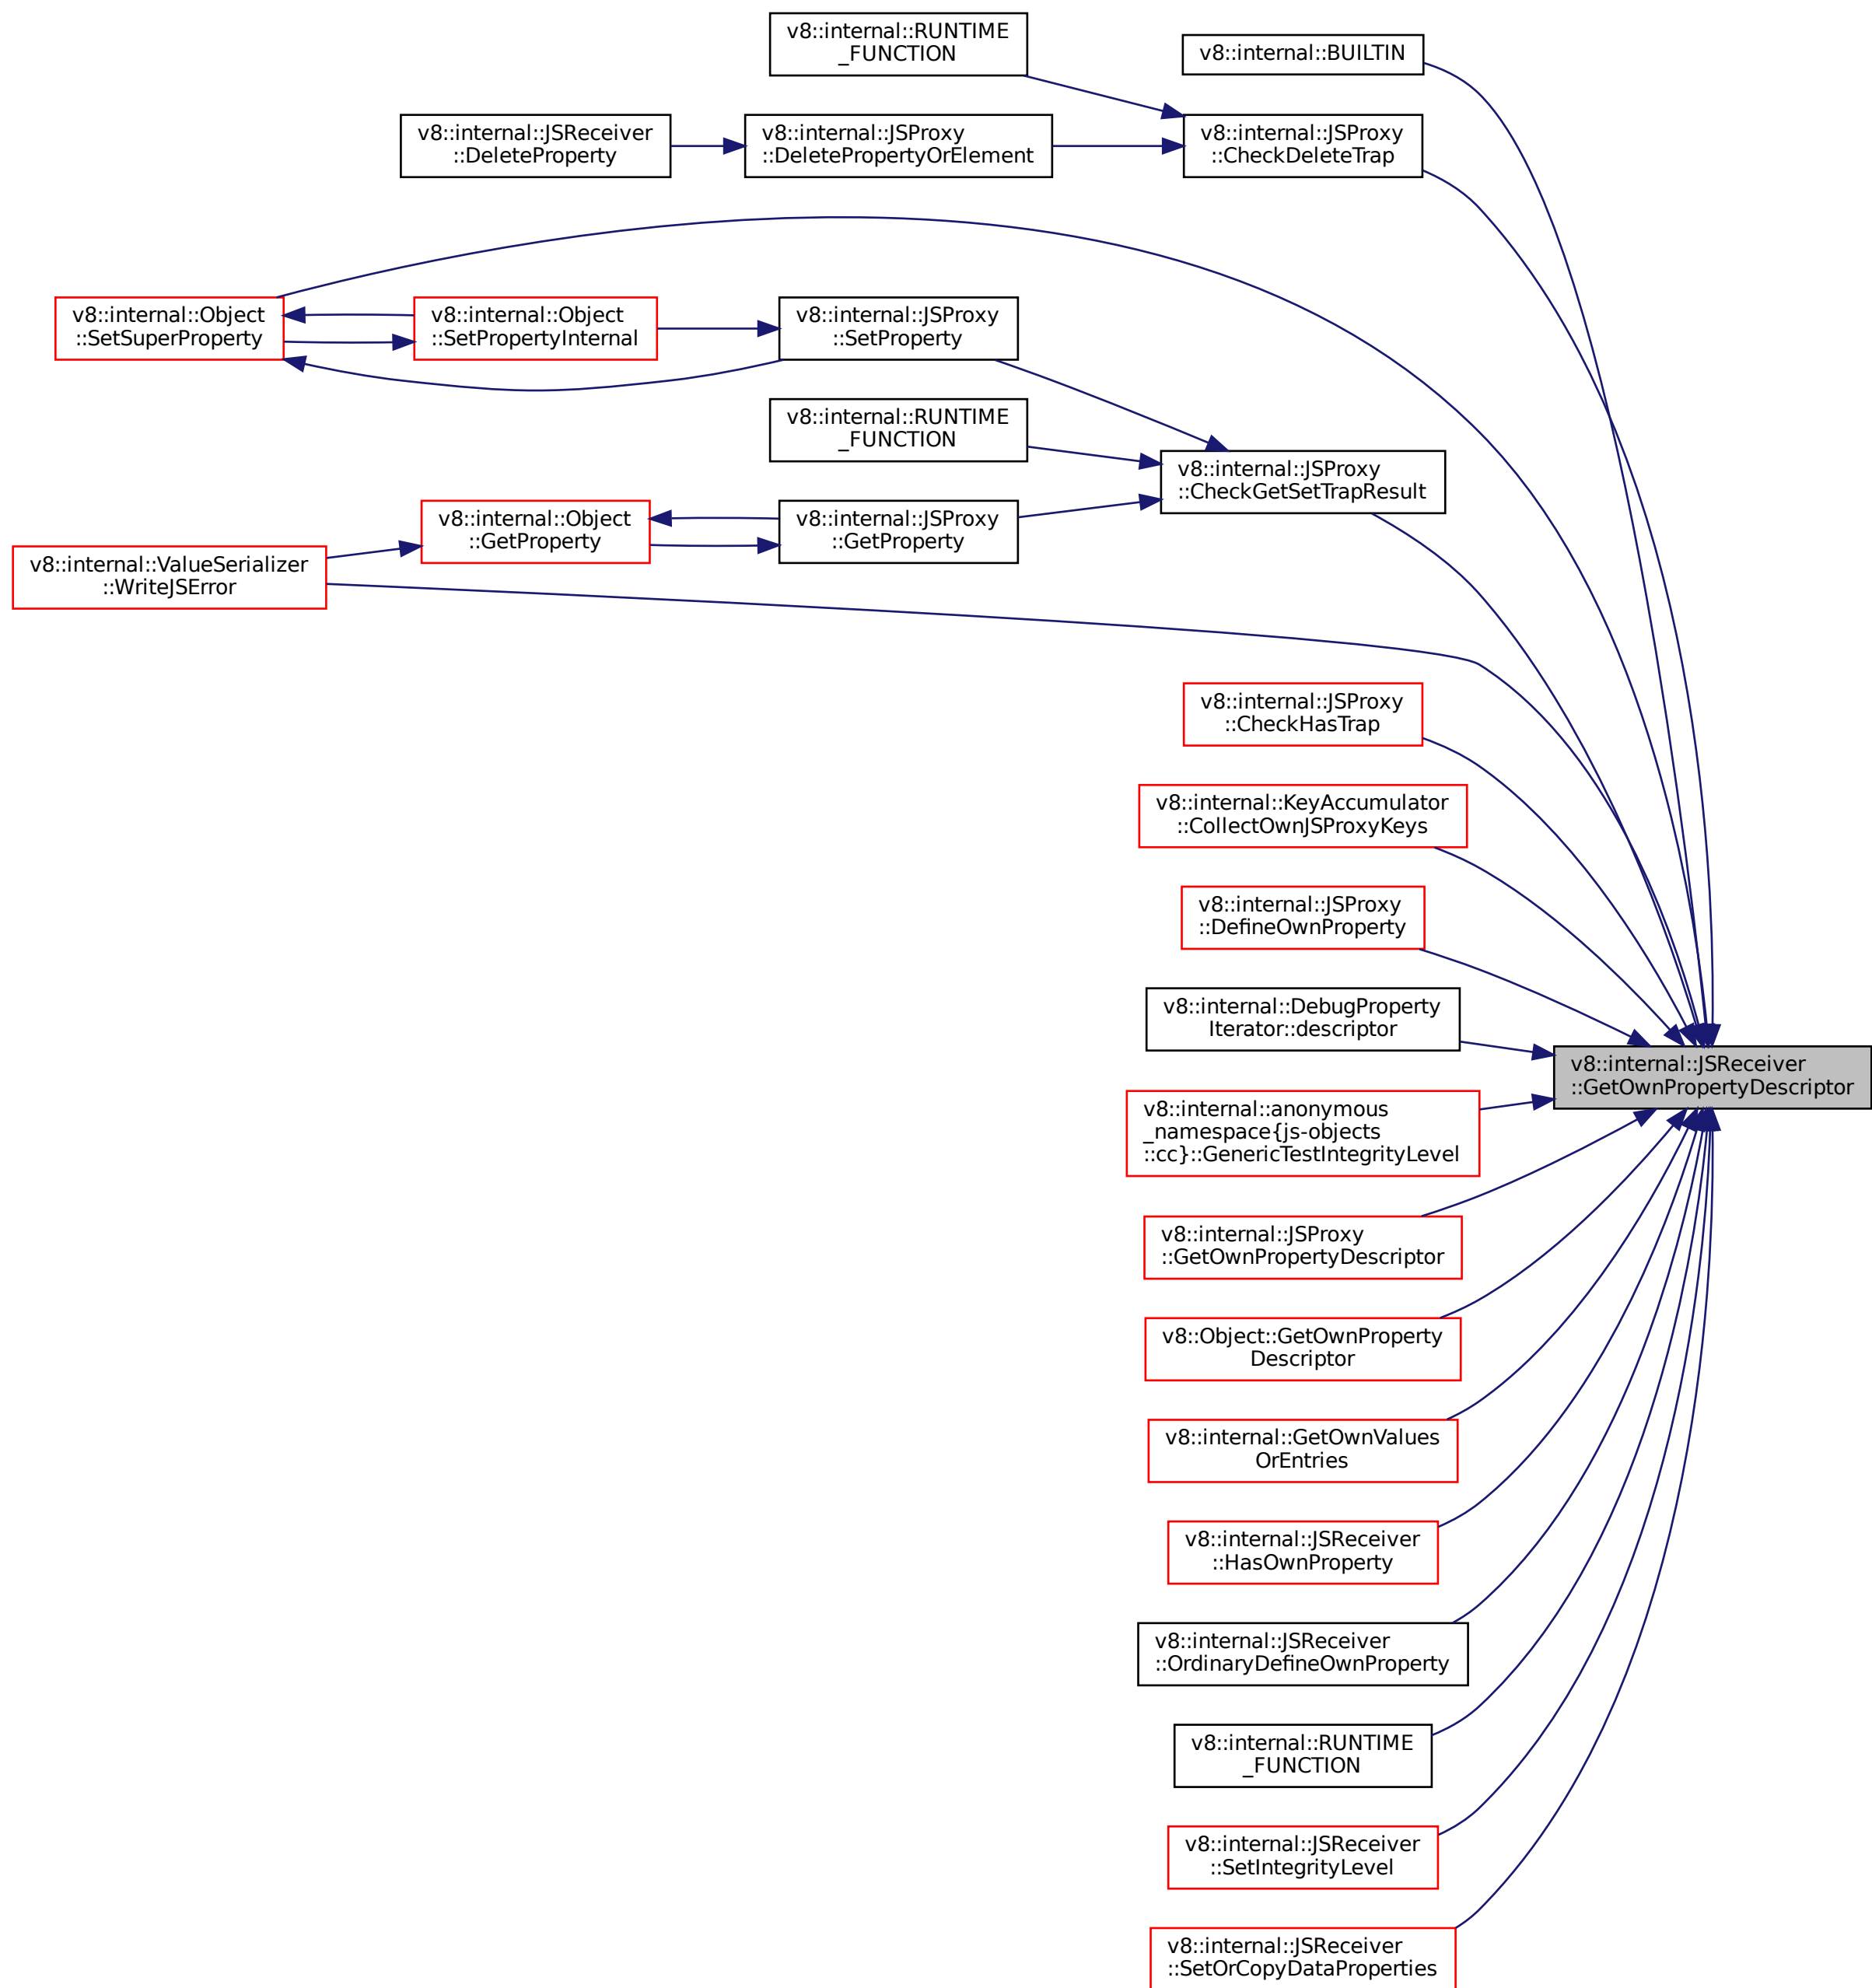 v8::internal::RUNTIME
_FUNCTION
v8::internal::BUILTIN
v8::internal::JSReceiver
::DeleteProperty
v8::internal::JSProxy
::DeletePropertyOrElement
v8::internal::JSProxy
::CheckDeleteTrap
v8::internal::Object
::SetSuperProperty
v8::internal::Object
::SetPropertyInternal
v8::internal::JSProxy
::SetProperty
v8::internal::RUNTIME
_FUNCTION
v8::internal::JSProxy
::CheckGetSetTrapResult
v8::internal::Object
::GetProperty
v8::internal::JSProxy
::GetProperty
v8::internal::ValueSerializer
::WriteJSError
v8::internal::JSProxy
::CheckHasTrap
v8::internal::KeyAccumulator
::CollectOwnJSProxyKeys
v8::internal::JSProxy
::DefineOwnProperty
v8::internal::DebugProperty
Iterator::descriptor
v8::internal::JSReceiver
::GetOwnPropertyDescriptor
v8::internal::anonymous
_namespace{js-objects
::cc}::GenericTestIntegrityLevel
v8::internal::JSProxy
::GetOwnPropertyDescriptor
v8::Object::GetOwnProperty
Descriptor
v8::internal::GetOwnValues
OrEntries
v8::internal::JSReceiver
::HasOwnProperty
v8::internal::JSReceiver
::OrdinaryDefineOwnProperty
v8::internal::RUNTIME
_FUNCTION
v8::internal::JSReceiver
::SetIntegrityLevel
v8::internal::JSReceiver
::SetOrCopyDataProperties